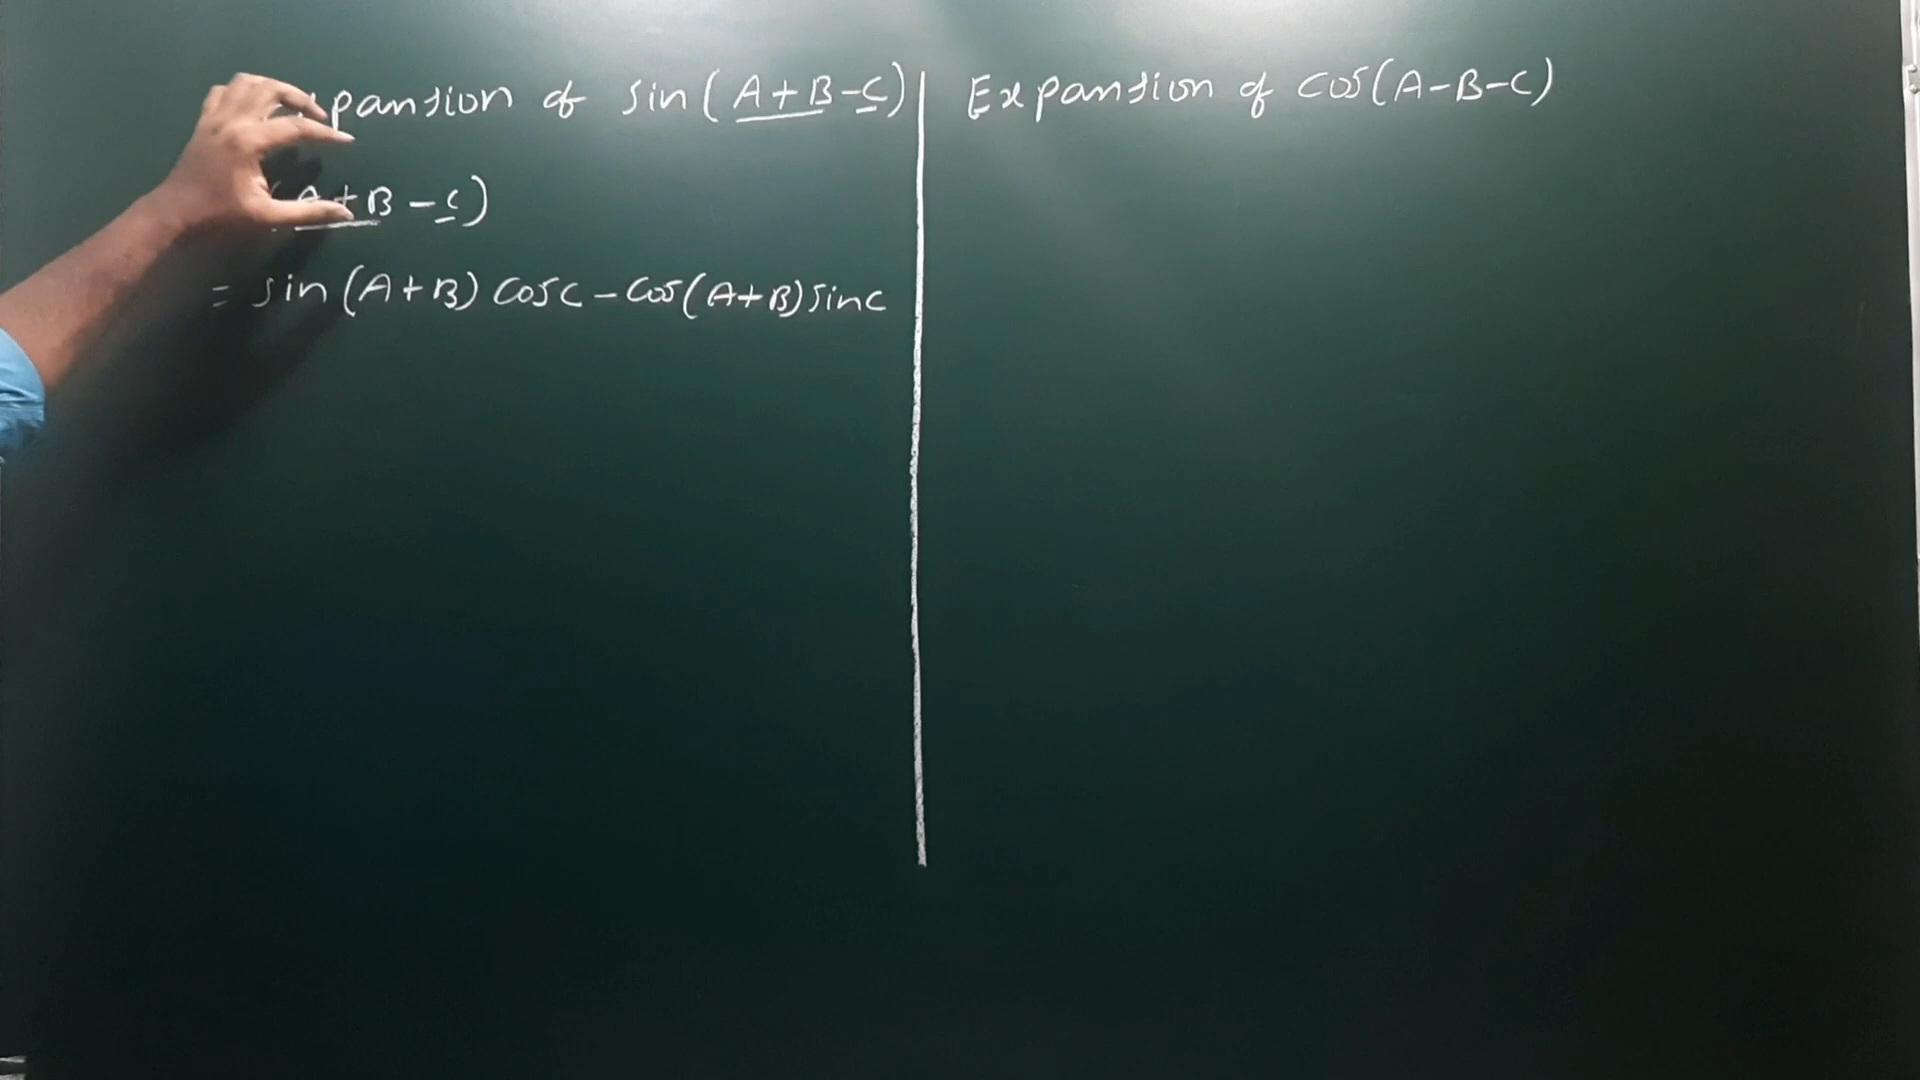 pansion of sin(A+B-C)
(A+B-C)
= sin(A+B) cosc - cos(A+B) sinc
Expansion of cos(A-B-C)